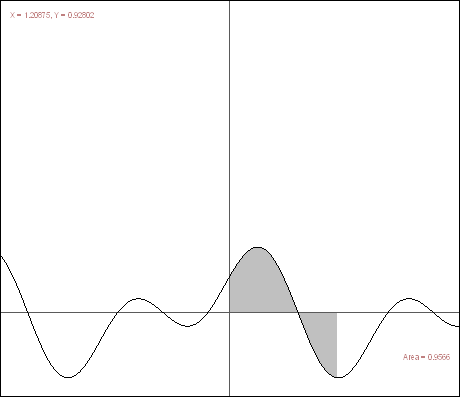 X = 1.20875, Y = 0.92802
Area = 0.9566